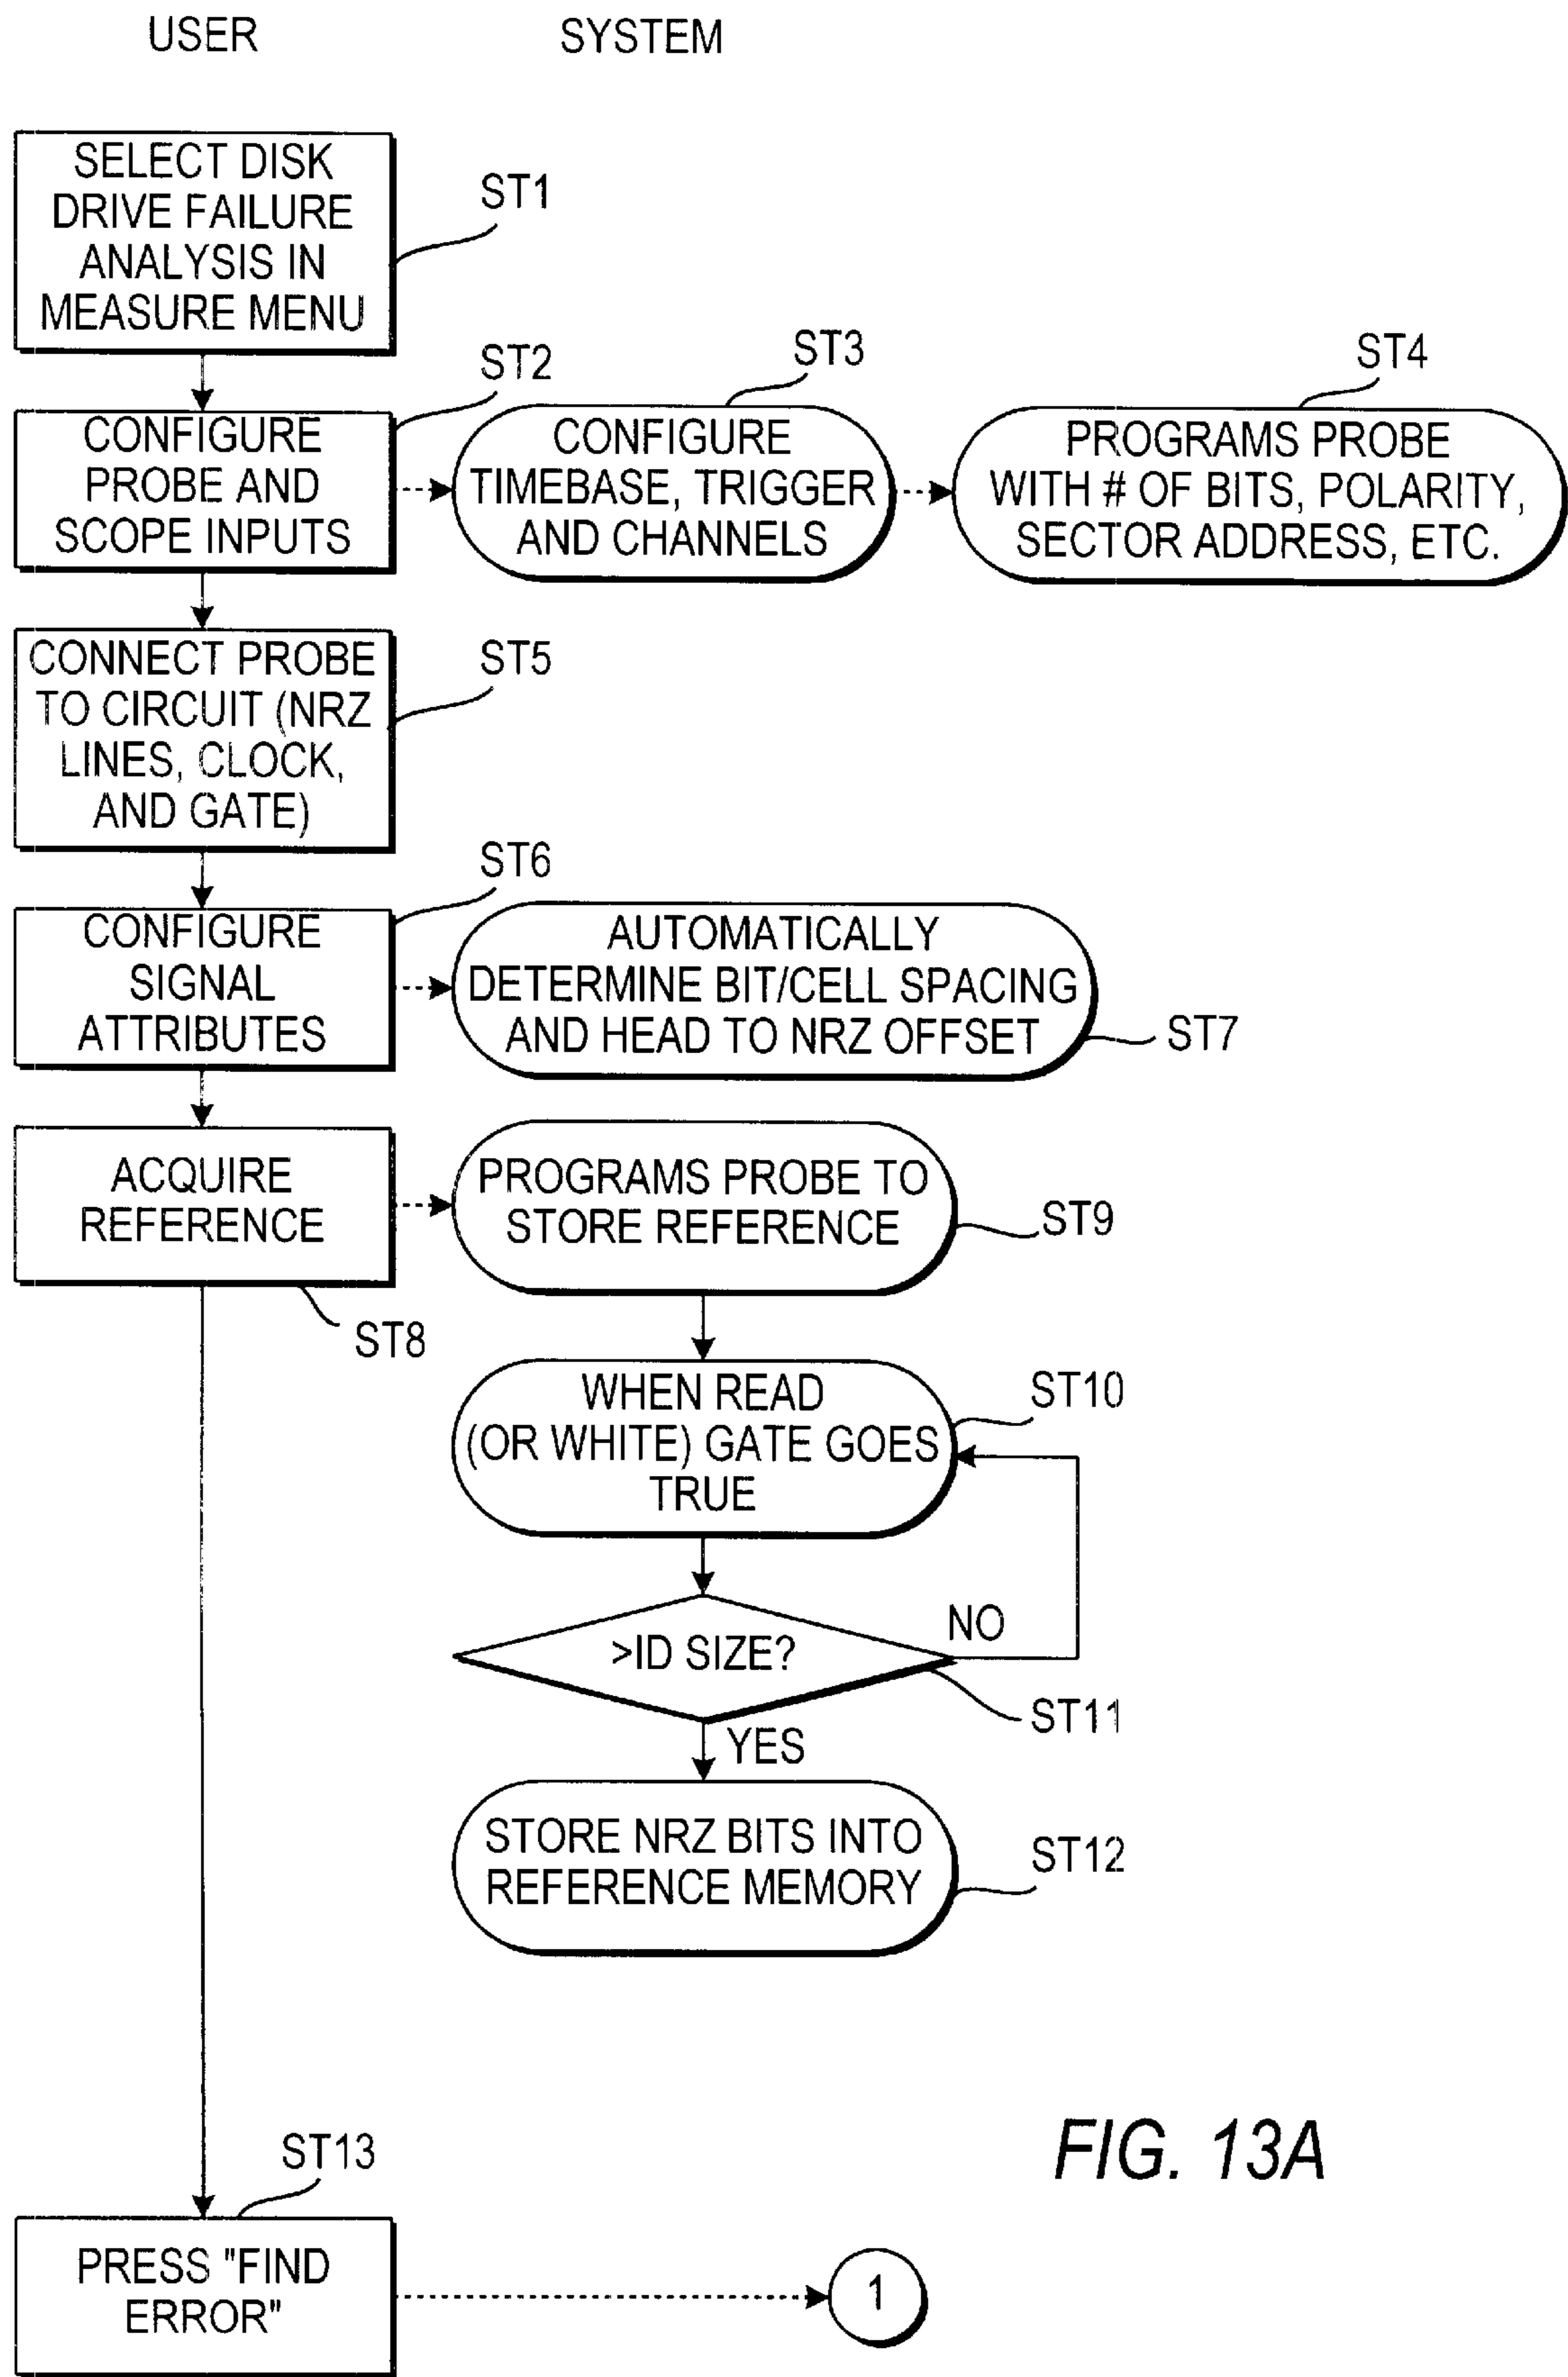 USER
SYSTEM
SELECT DISK
DRIVE FAILURE
ANALYSIS IN
MEASURE MENU
ST1
CONFIGURE
PROBE AND
SCOPE INPUTS
ST2
CONFIGURE
TIMEBASE, TRIGGER
AND CHANNELS
ST3
PROGRAMS PROBE
WITH # OF BITS, POLARITY,
SECTOR ADDRESS, ETC.
ST4
CONNECT PROBE
TO CIRCUIT (NRZ
LINES, CLOCK,
AND GATE)
ST5
CONFIGURE
SIGNAL
ATTRIBUTES
ST6
AUTOMATICALLY
DETERMINE BIT/CELL SPACING
AND HEAD TO NRZ OFFSET
ST7
ACQUIRE
REFERENCE
ST8
PROGRAMS PROBE TO
STORE REFERENCE
ST9
WHEN READ
(OR WHITE) GATE GOES
TRUE
ST10
>ID SIZE?
NO
ST11
YES
STORE NRZ BITS INTO
REFERENCE MEMORY
ST12
ST13
PRESS "FIND
ERROR"
1
FIG. 13A